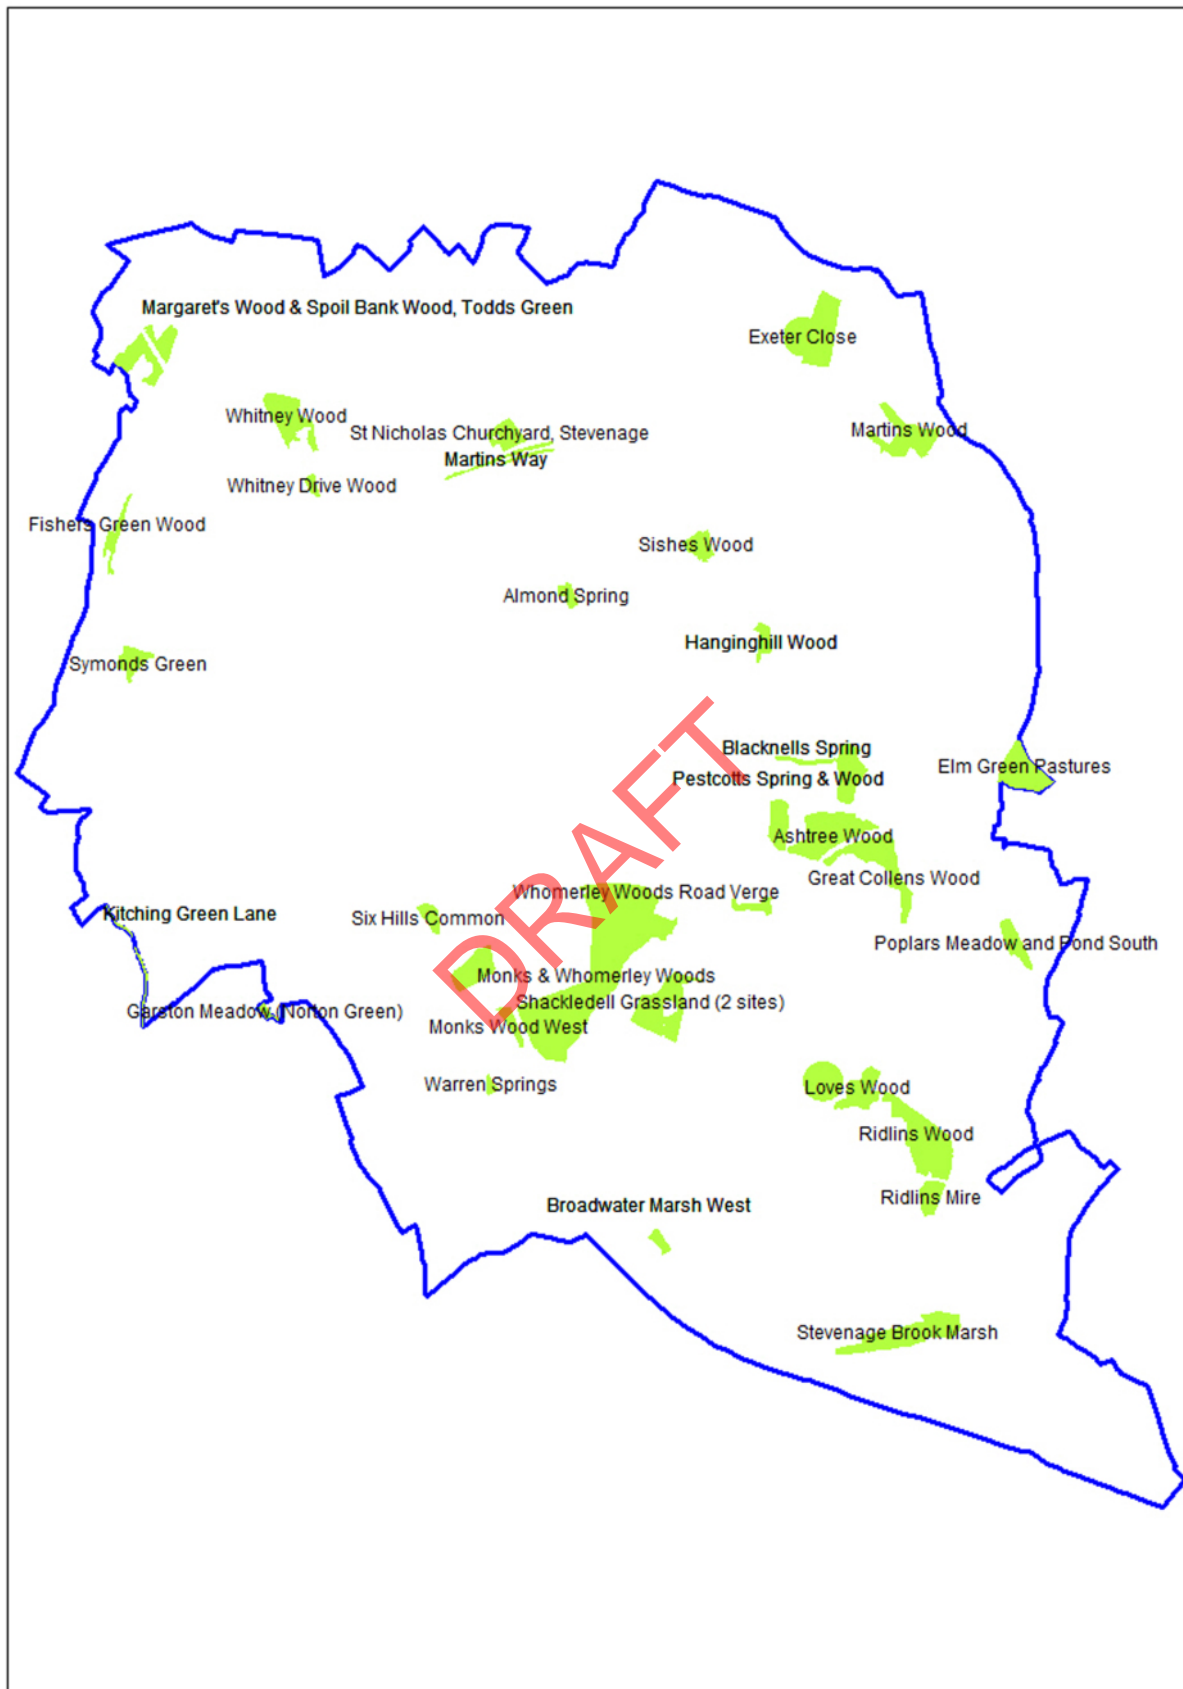 Margaret's Wood & Spoil Bank Wood, Todds Green
Exeter Close
Whitney Wood
St Nicholas Churchyard, Stevenage
Martins Wood
Martins Way
Whitney Drive Wood
Fishers Green Wood
Sishes Wood
Almond Spring
Hanginghill Wood
Symonds Green
Blacknells Spring
Elm Green Pastures
Pestcotts Spring & Wood
Ashtree Wood
Great Collens Wood
Whomerley Woods Road Verge
Kitching Green Lane
Six Hills Common
Poplars Meadow and Pond South
Monks & Whomerley Woods
Shackledell Grassland (2 sites)
Garston Meadow (Norton Green)
Monks Wood West
Warren Springs
Loves Wood
Ridlins Wood
Ridlins Mire
Broadwater Marsh West
Stevenage Brook Marsh
DRAFT